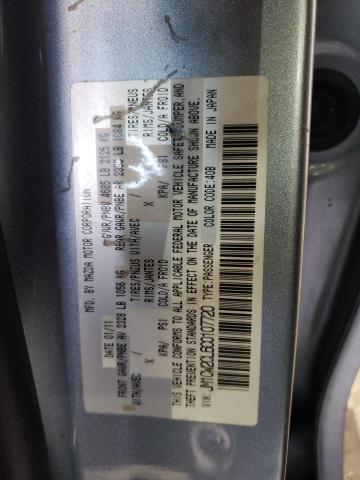 MFD. BY MAZDA MOTOR CORPORATION
DATE 01/11 GVWR/PNBV 4685 LB 2125 KG
FRONT GAWR/PNBE AV 2328 LB 1056 KG REAR GAWR/PNBE AR LB KG
WITH/AVEC TIRES/PNEUS WITH/AVEC TIRES/PNEUS
/ X RIMS/JANTES / X RIMS/JANTES
KPA/ PSI COLD/A FROID KPA/ PSI COLD/A FROID
THIS VEHICLE CONFORMS TO ALL APPLICABLE FEDERAL MOTOR VEHICLE SAFETY, BUMPER, AND
THEFT PREVENTION STANDARDS IN EFFECT ON THE DATE OF MANUFACTURE SHOWN ABOVE.
VIN: JM1CW2CL6C0107720 TYPE:PASSENGER COLOR CODE:40B MADE IN JAPAN